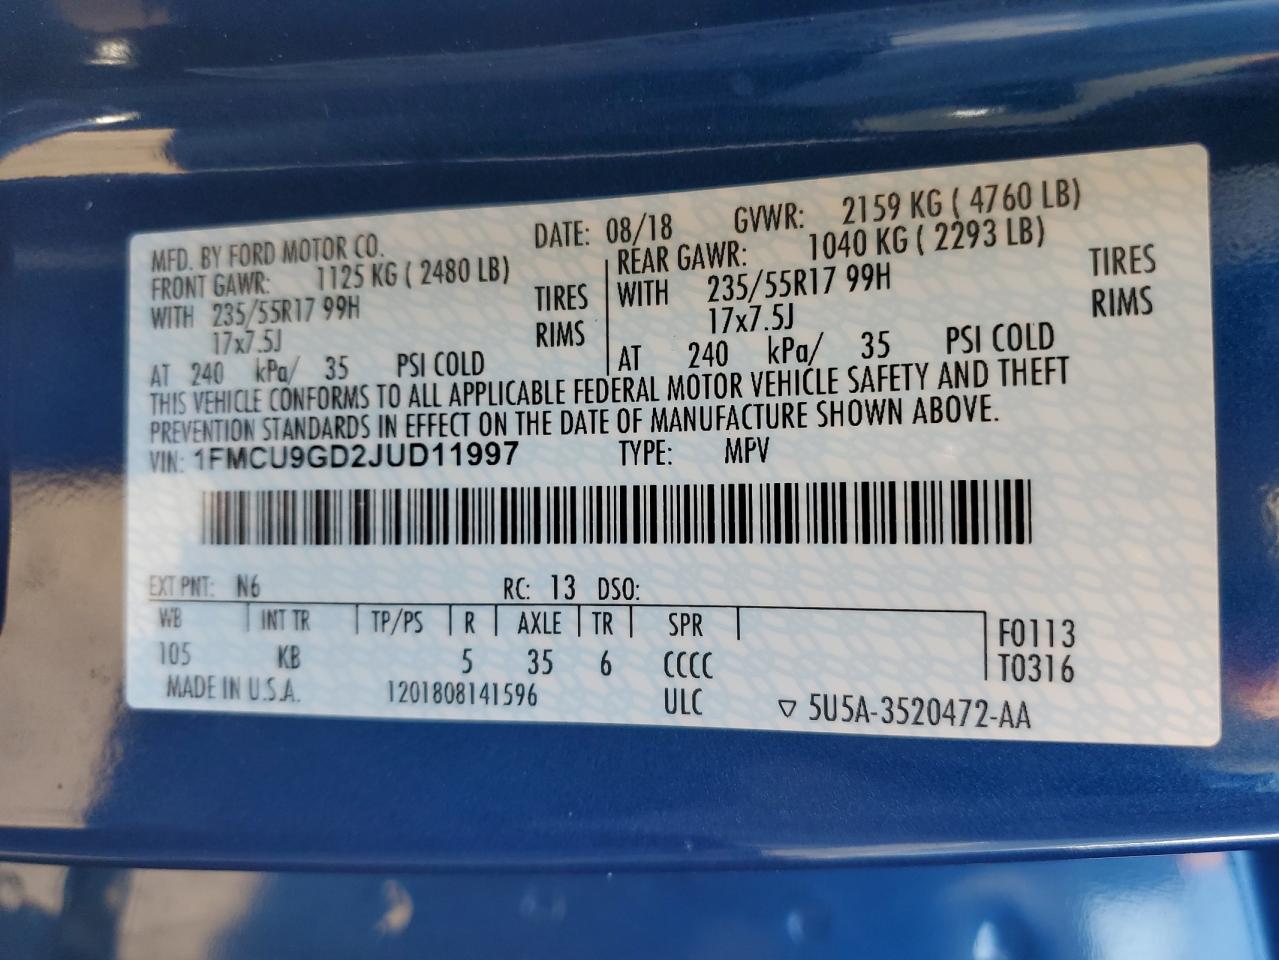 MFD. BY FORD MOTOR CO. DATE: 08/18 GVWR: 2159 KG ( 4760 LB)
FRONT GAWR: 1125 KG ( 2480 LB) REAR GAWR: 1040 KG ( 2293 LB)
WITH 235/55R17 99H TIRES WITH 235/55R17 99H TIRES
17x7.5J RIMS 17x7.5J RIMS
AT 240 kPa/ 35 PSI COLD AT 240 kPa/ 35 PSI COLD
THIS VEHICLE CONFORMS TO ALL APPLICABLE FEDERAL MOTOR VEHICLE SAFETY AND THEFT
PREVENTION STANDARDS IN EFFECT ON THE DATE OF MANUFACTURE SHOWN ABOVE.
VIN: 1FMCU9GD2JUD11997 TYPE: MPV
EXT PNT: N6 RC: 13 DSO:
WB INT TR TP/PS R AXLE TR SPR F0113
105 KB 5 35 6 CCCC T0316
MADE IN U.S.A. 1201808141596 ULC ▽ 5U5A-3520472-AA